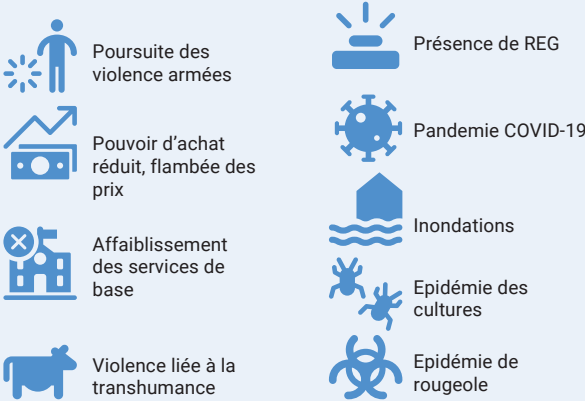 Poursuite des
violence armées
Pouvoir d'achat
réduit, flambée des
prix
Affaiblissement
des services de
base
Violence liée à la
transhumance
Présence de REG
Pandemie COVID-19
Inondations
Epidémie des
cultures
Epidémie de
rougeole